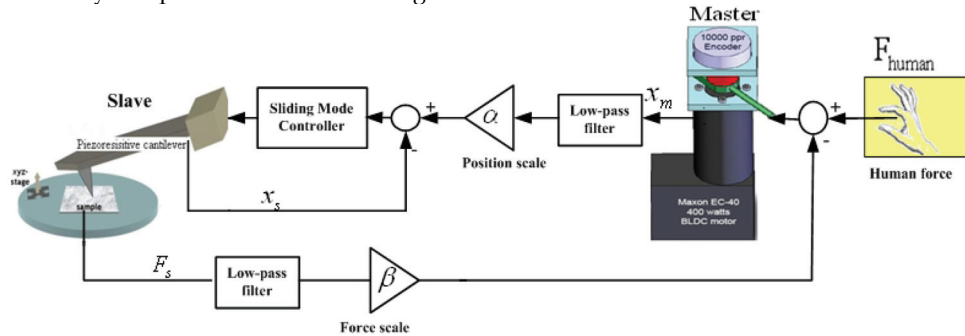 Master
10000 ppr
Encoder
F_human
Slave
Sliding Mode
Controller
+
-
α
Position scale
Low-pass
filter
x_m
+
-
Human force
Piezoresistive cantilever
xyz-
stage
sample
x_s
Maxon EC-40
400 watts
BLDC motor
F_s
Low-pass
filter
β
Force scale